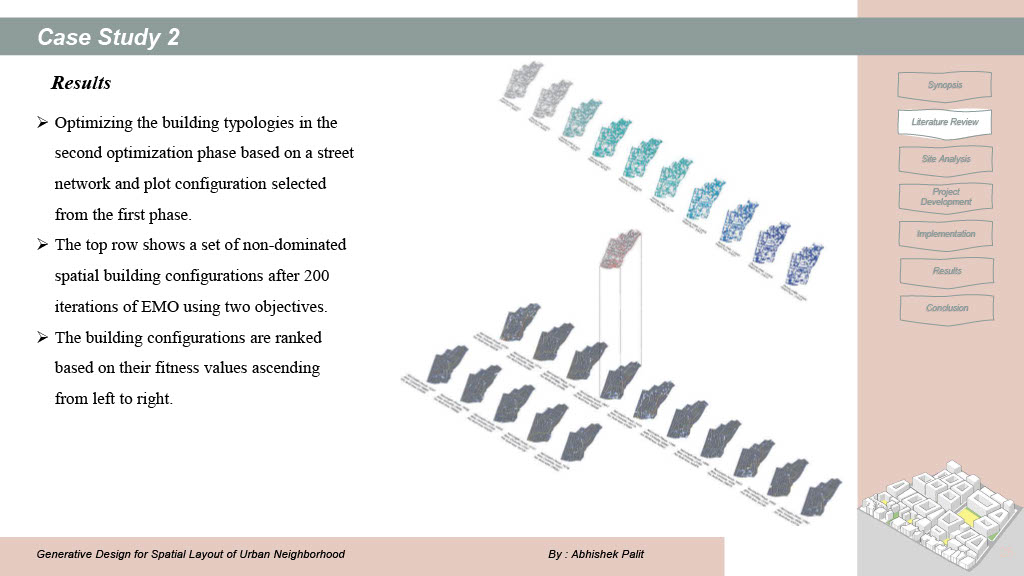 Case Study 2
Results
➢ Optimizing the building typologies in the
second optimization phase based on a street
network and plot configuration selected
from the first phase.
➢ The top row shows a set of non-dominated
spatial building configurations after 200
iterations of EMO using two objectives.
➢ The building configurations are ranked
based on their fitness values ascending
from left to right.
Synopsis
Literature Review
Site Analysis
Project
Development
Implementation
Results
Conclusion
Generative Design for Spatial Layout of Urban Neighborhood
By : Abhishek Palit